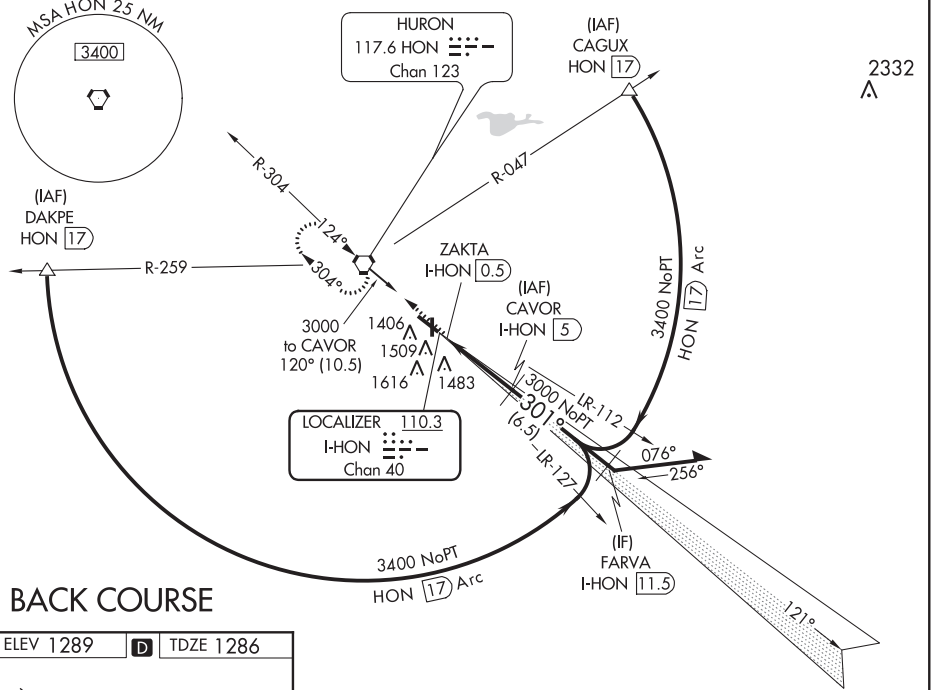 MSA HON 25 NM
3400
HURON
117.6 HON
Chan 123
(IAF)
CAGUX
HON 17
2332
R-304
R-047
(IAF)
DAKPE
HON 17
124°
304°
R-259
ZAKTA
I-HON 0.5
(IAF)
CAVOR
I-HON 5
3400 NoPT
HON 17 Arc
3000
to CAVOR
120° (10.5)
1406
1509
1616
1483
3000 NoPT
LR-112
301°
(6.5)
LR-127
LOCALIZER 110.3
I-HON
Chan 40
076°
256°
(IF)
FARVA
I-HON 11.5
3400 NoPT
HON 17 Arc
121°
BACK COURSE
ELEV 1289 D TDZE 1286